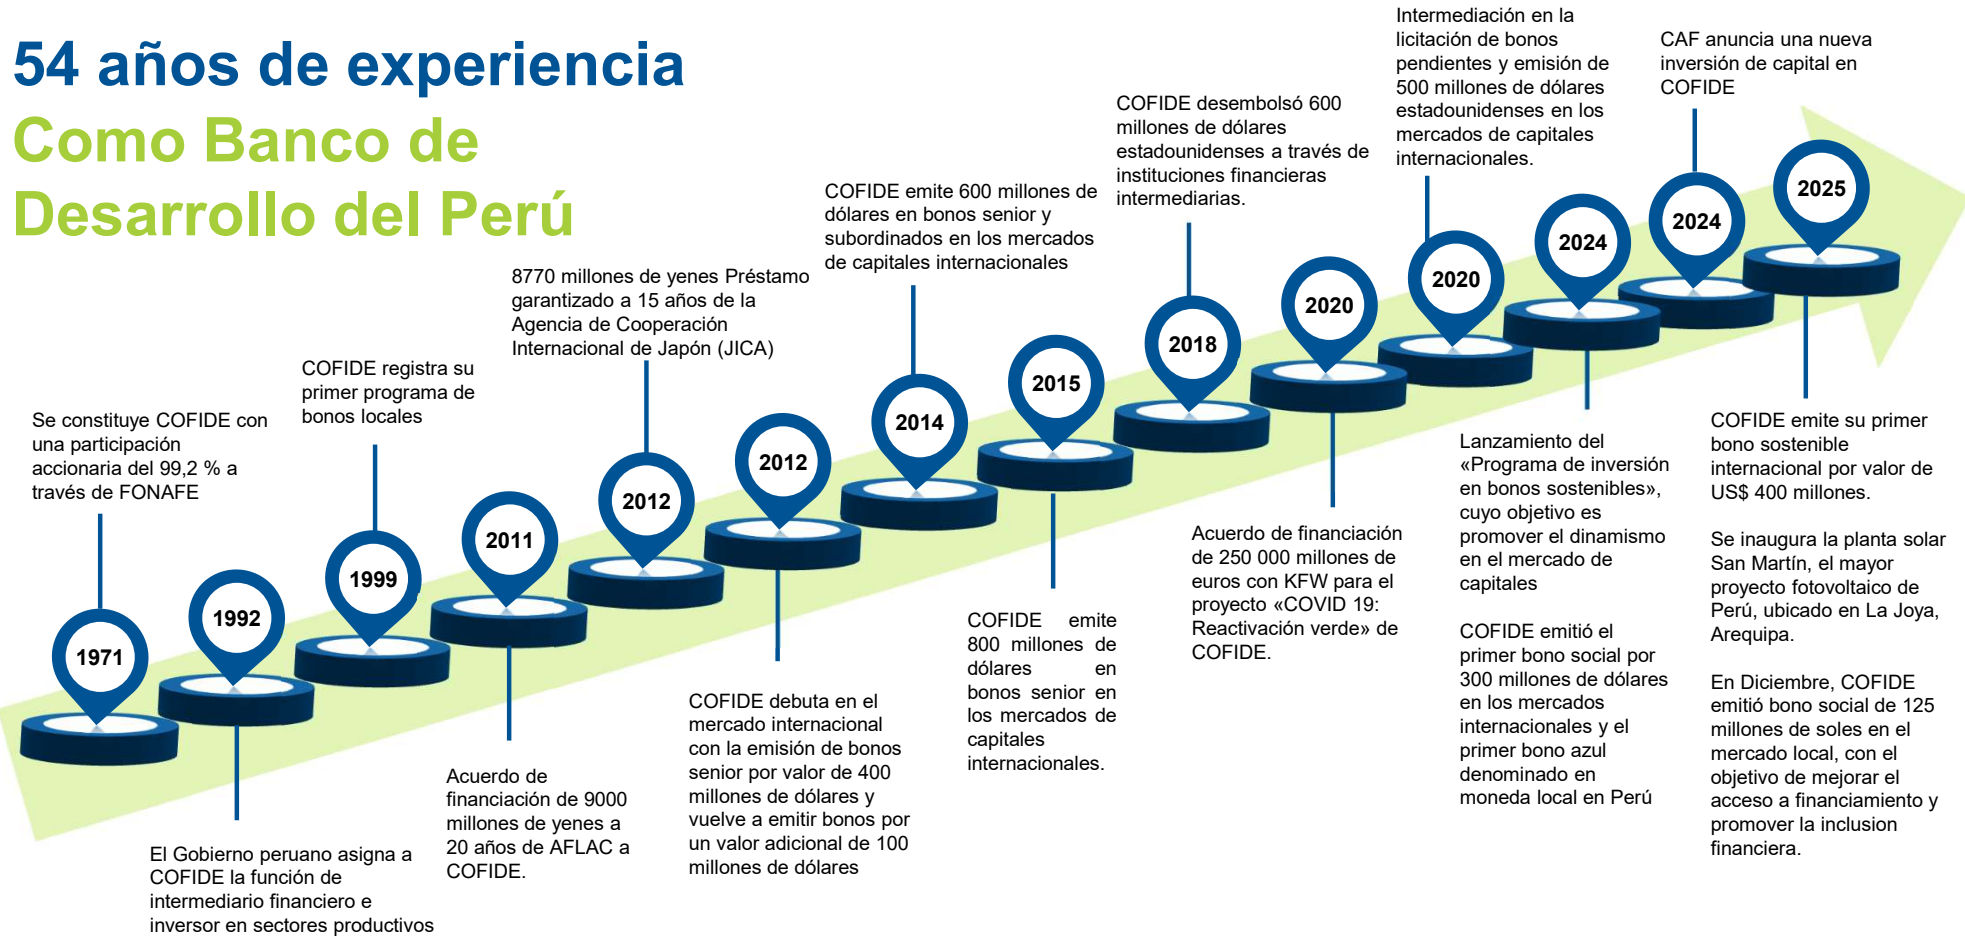 54 años de experiencia
Como Banco de
Desarrollo del Perú
1971
Se constituye COFIDE con
una participación
accionaria del 99,2 % a
través de FONAFE
1992
El Gobierno peruano asigna a
COFIDE la función de
intermediario financiero e
inversor en sectores productivos
1999
COFIDE registra su
primer programa de
bonos locales
2011
Acuerdo de
financiación de 9000
millones de yenes a
20 años de AFLAC a
COFIDE.
2012
8770 millones de yenes Préstamo
garantizado a 15 años de la
Agencia de Cooperación
Internacional de Japón (JICA)
2012
COFIDE debuta en el
mercado internacional
con la emisión de bonos
senior por valor de 400
millones de dólares y
vuelve a emitir bonos por
un valor adicional de 100
millones de dólares
2014
COFIDE emite 600 millones de
dólares en bonos senior y
subordinados en los mercados
de capitales internacionales
2015
COFIDE emite
800 millones de
dólares en
bonos senior en
los mercados de
capitales
internacionales.
2018
COFIDE desembolsó 600
millones de dólares
estadounidenses a través de
instituciones financieras
intermediarias.
2020
Acuerdo de financiación
de 250 000 millones de
euros con KFW para el
proyecto «COVID 19:
Reactivación verde» de
COFIDE.
2020
Intermediación en la
licitación de bonos
pendientes y emisión de
500 millones de dólares
estadounidenses en los
mercados de capitales
internacionales.
2024
Lanzamiento del
«Programa de inversión
en bonos sostenibles»,
cuyo objetivo es
promover el dinamismo
en el mercado de
capitales
COFIDE emitió el
primer bono social por
300 millones de dólares
en los mercados
internacionales y el
primer bono azul
denominado en
moneda local en Perú
2024
CAF anuncia una nueva
inversión de capital en
COFIDE
2025
COFIDE emite su primer
bono sostenible
internacional por valor de
US$ 400 millones.
Se inaugura la planta solar
San Martín, el mayor
proyecto fotovoltaico de
Perú, ubicado en La Joya,
Arequipa.
En Diciembre, COFIDE
emitió bono social de 125
millones de soles en el
mercado local, con el
objetivo de mejorar el
acceso a financiamiento y
promover la inclusion
financiera.